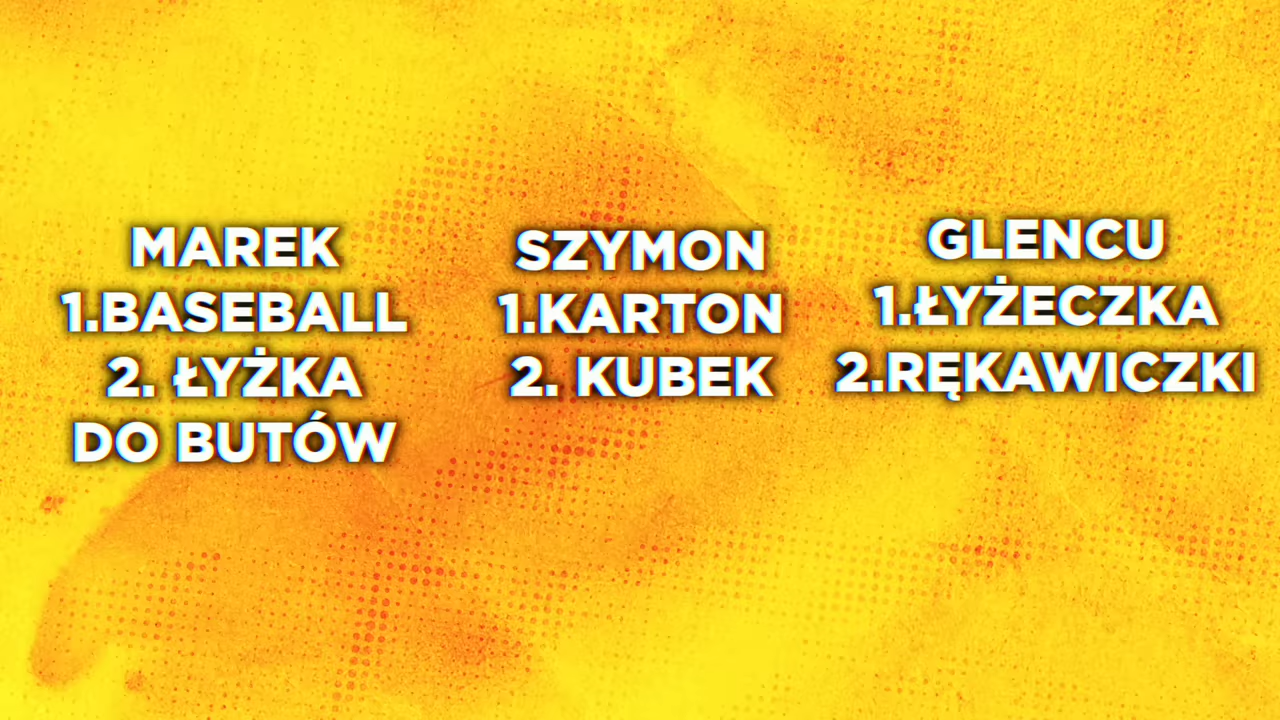 MAREK
1.BASEBALL
2. ŁYŻKA
DO BUTÓW
SZYMON
1.KARTON
2. KUBEK
GLENCU
1.ŁYŻECZKA
2.RĘKAWICZKI